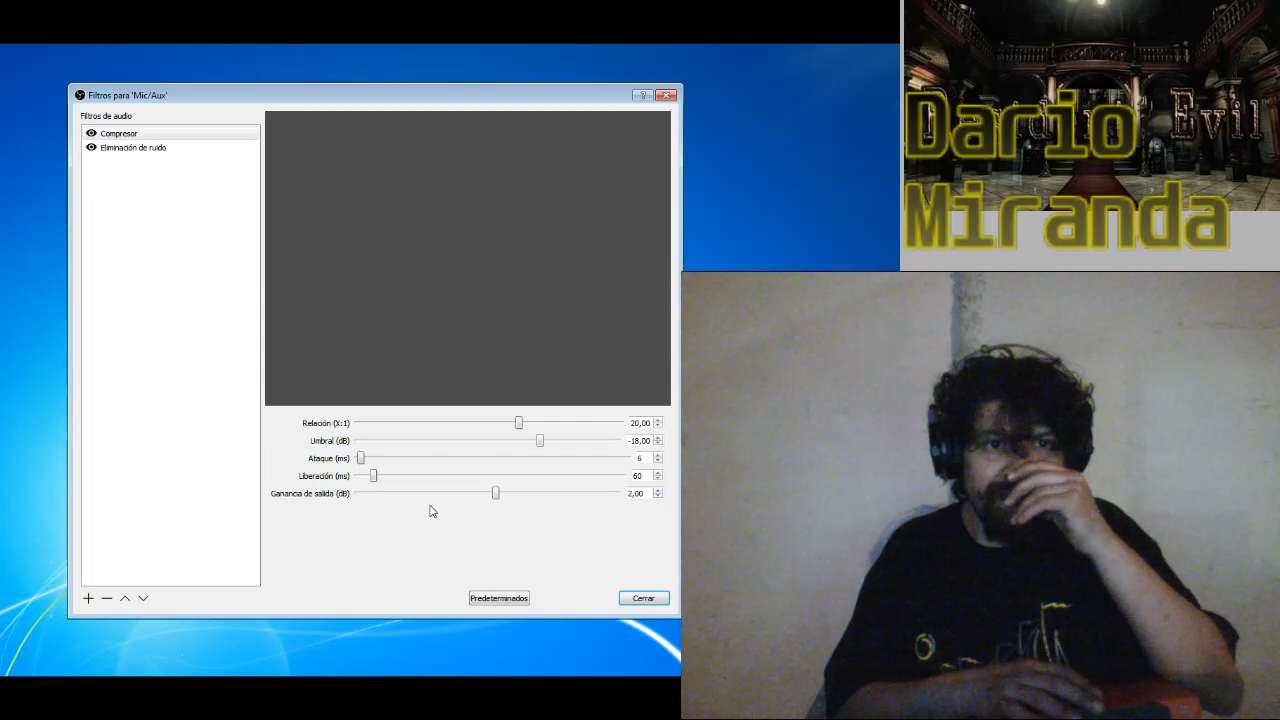 Filtros para 'Mic/Aux'
Filtros de audio
Compresor
Eliminación de ruido
Relación (X:1) 20,00
Umbral (dB) -18,00
Ataque (ms) 6
Liberación (ms) 60
Ganancia de salida (dB) 2,00
Predeterminados
Cerrar
Dario
Evil
Miranda